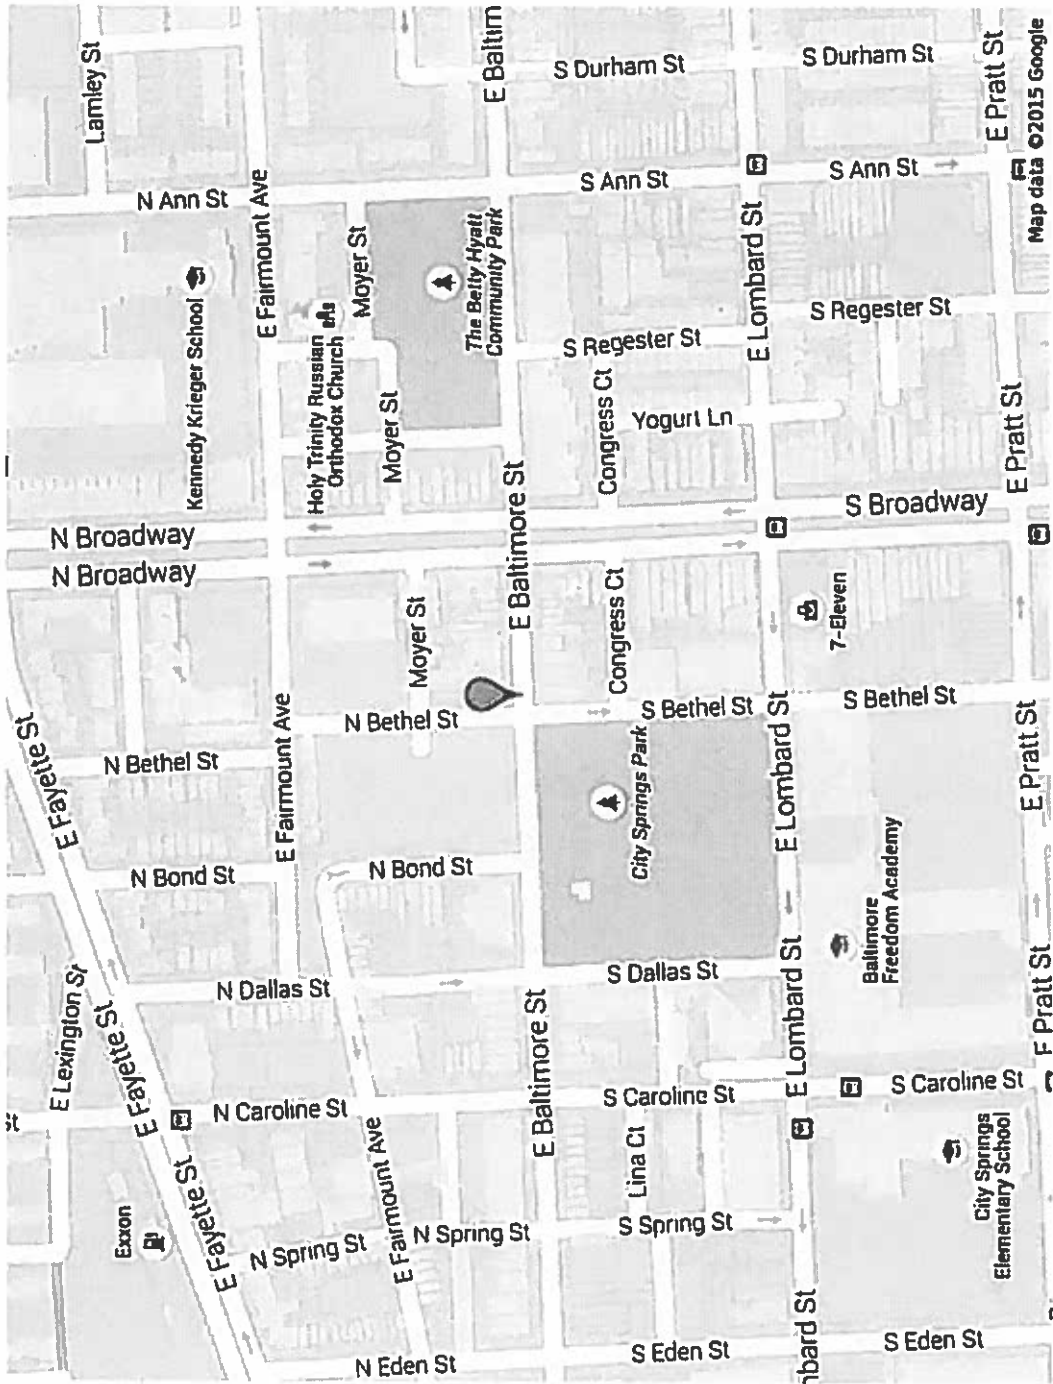 Lamley St
N Ann St
E Fairmount Ave
Kennedy Krieger School
Holy Trinity Russian
Orthodox Church
Moyer St
Moyer St
The Betty Hyatt
Community Park
E Baltim
S Durham St
S Durham St
E Pratt St
Map data ©2015 Google
S Ann St
S Ann St
E Lombard St
S Regester St
S Regester St
Congress Ct
Yogurt Ln
E Pratt St
N Broadway
N Broadway
E Baltimore St
S Broadway
7-Eleven
Moyer St
Congress Ct
E Fayette St
N Bethel St
E Fairmount Ave
N Bethel St
S Bethel St
S Bethel St
City Springs Park
E Lombard St
E Pratt St
N Bond St
N Bond St
Baltimore
Freedom Academy
E Lexington St
E Fayette St
N Dallas St
S Dallas St
E Baltimore St
E Lombard St
E Pratt St
St
E Fayette St
N Caroline St
S Caroline St
S Caroline St
Exxon
N Spring St
E Fairmount Ave
N Spring St
Lina Ct
S Spring St
City Springs
Elementary School
N Eden St
S Eden St
S Eden St
mbard St